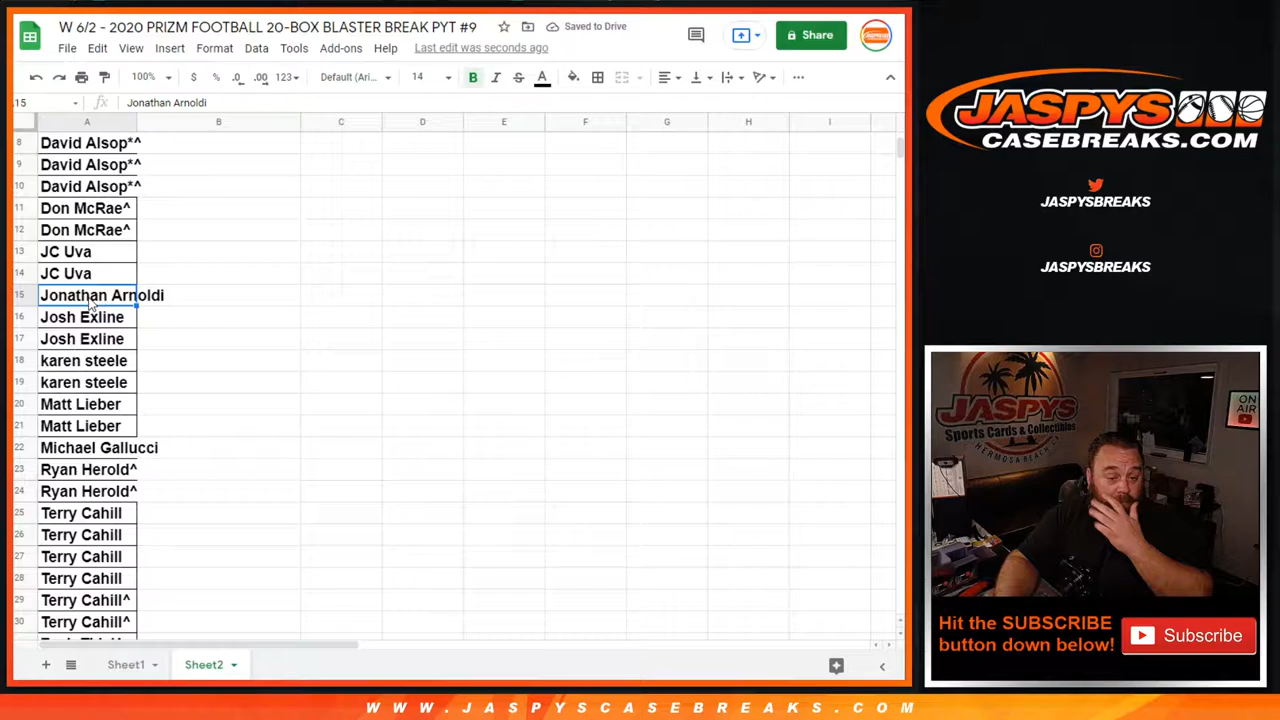 W 6/2 - 2020 PRIZM FOOTBALL 20-BOX BLASTER BREAK PYT #9
Saved to Drive
File Edit View Insert Format Data Tools Add-ons Help Last edit was seconds ago
Share
100% $ % .0 .00 123 Default (Ari... 14 B I S A
15 fx Jonathan Arnoldi
A B C D E F G H I
8 David Alsop*^
9 David Alsop*^
10 David Alsop*^
11 Don McRae^
12 Don McRae^
13 JC Uva
14 JC Uva
15 Jonathan Arnoldi
16 Josh Exline
17 Josh Exline
18 karen steele
19 karen steele
20 Matt Lieber
21 Matt Lieber
22 Michael Gallucci
23 Ryan Herold^
24 Ryan Herold^
25 Terry Cahill
26 Terry Cahill
27 Terry Cahill
28 Terry Cahill
29 Terry Cahill^
30 Terry Cahill^
Sheet1 Sheet2
JASPYS
CASEBREAKS.COM
JASPYSBREAKS
JASPYSBREAKS
JASPYS
Sports Cards & Collectibles
HERMOSA BEACH
ON
AIR
Hit the SUBSCRIBE
button down below!
Subscribe
WWW.JASPYSCASEBREAKS.COM